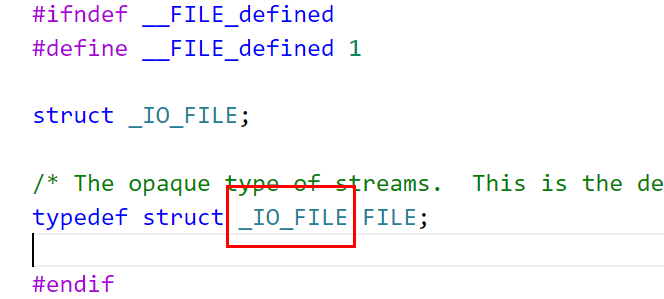 #ifndef __FILE_defined
#define __FILE_defined 1
struct _IO_FILE;
/* The opaque type of streams.  This is the de
typedef struct _IO_FILE FILE;
#endif